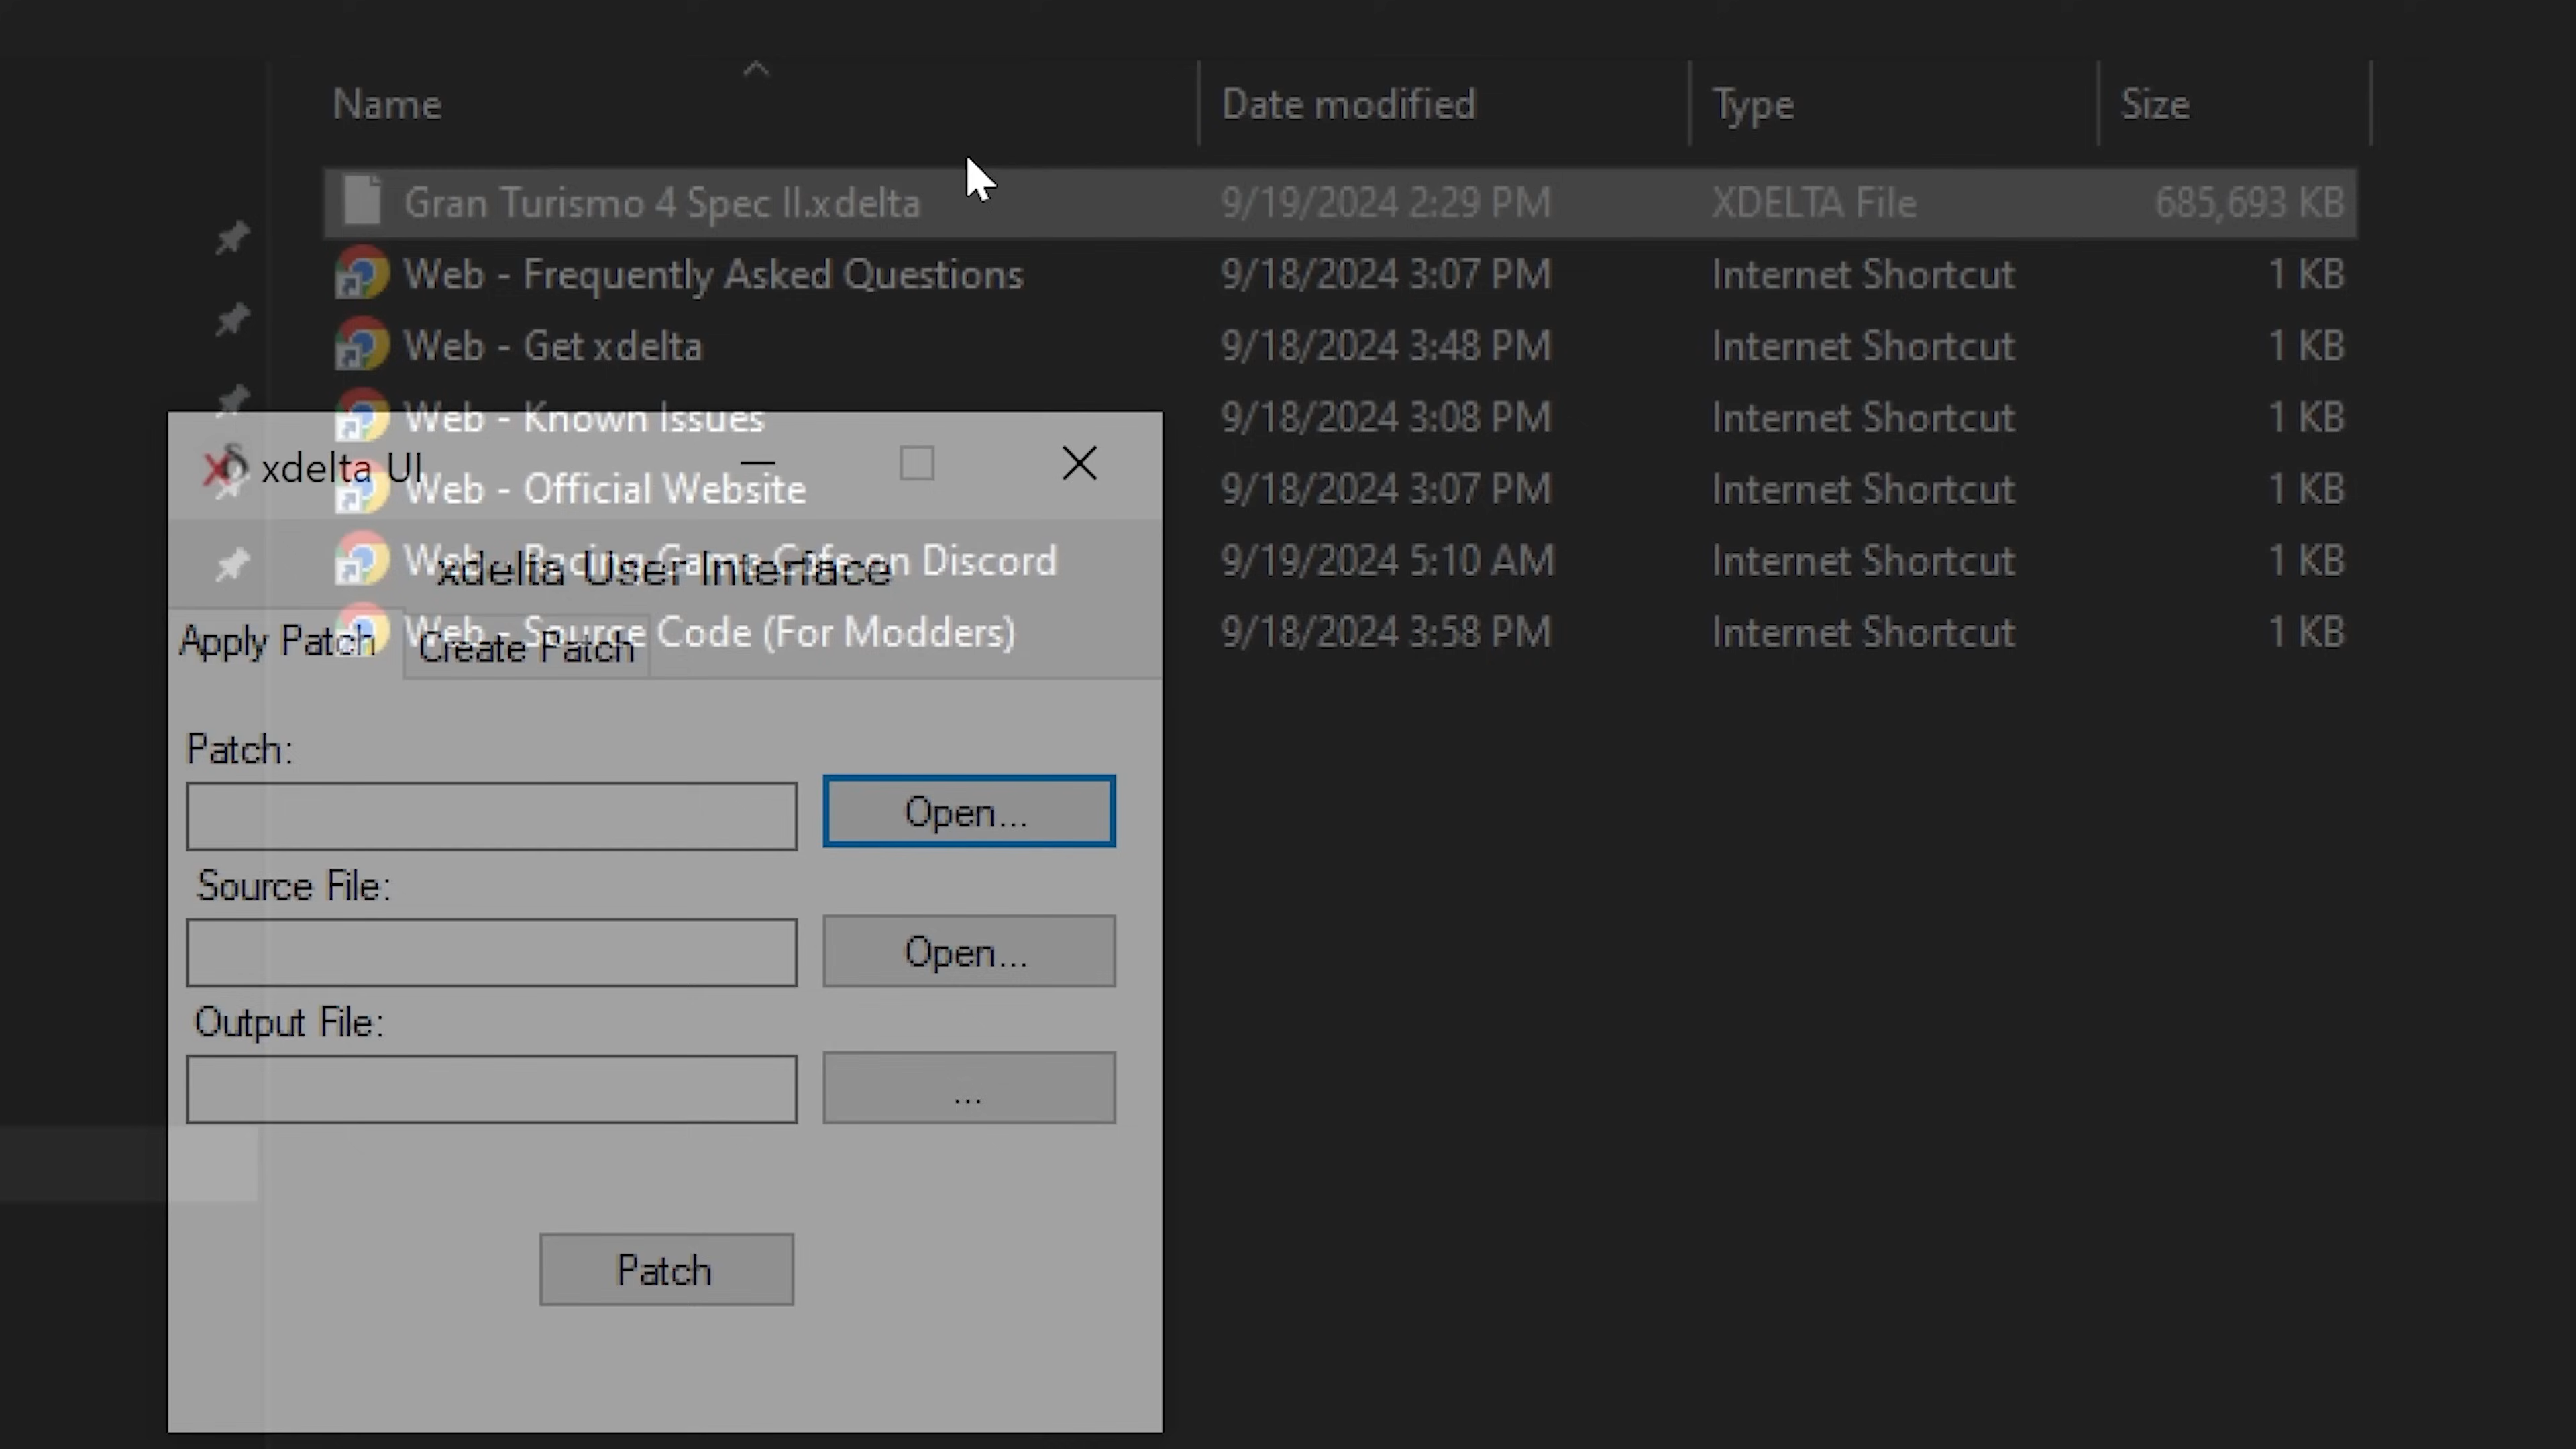 Name Date modified Type Size
Gran Turismo 4 Spec II.xdelta 9/19/2024 2:29 PM XDELTA File 685,693 KB
Web - Frequently Asked Questions 9/18/2024 3:07 PM Internet Shortcut 1 KB
Web - Get xdelta 9/18/2024 3:48 PM Internet Shortcut 1 KB
Web - Known Issues 9/18/2024 3:08 PM Internet Shortcut 1 KB
Web - Official Website 9/18/2024 3:07 PM Internet Shortcut 1 KB
Web - Racing Game Cafe on Discord 9/19/2024 5:10 AM Internet Shortcut 1 KB
Web - Source Code (For Modders) 9/18/2024 3:58 PM Internet Shortcut 1 KB
xdelta UI
xdelta User Interface
Apply Patch Create Patch
Patch:
Open...
Source File:
Open...
Output File:
...
Patch